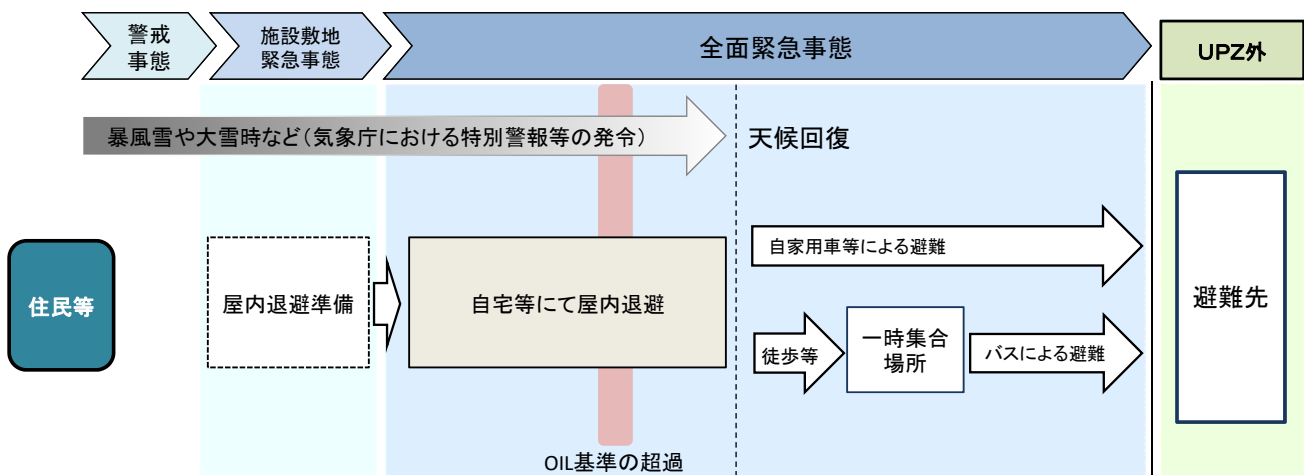 警戒
事態
施設敷地
緊急事態
全面緊急事態
UPZ外
暴風雪や大雪時など(気象庁における特別警報等の発令)
天候回復
住民等
屋内退避準備
自宅等にて屋内退避
自家用車等による避難
徒歩等
一時集合
場所
バスによる避難
避難先
OIL基準の超過